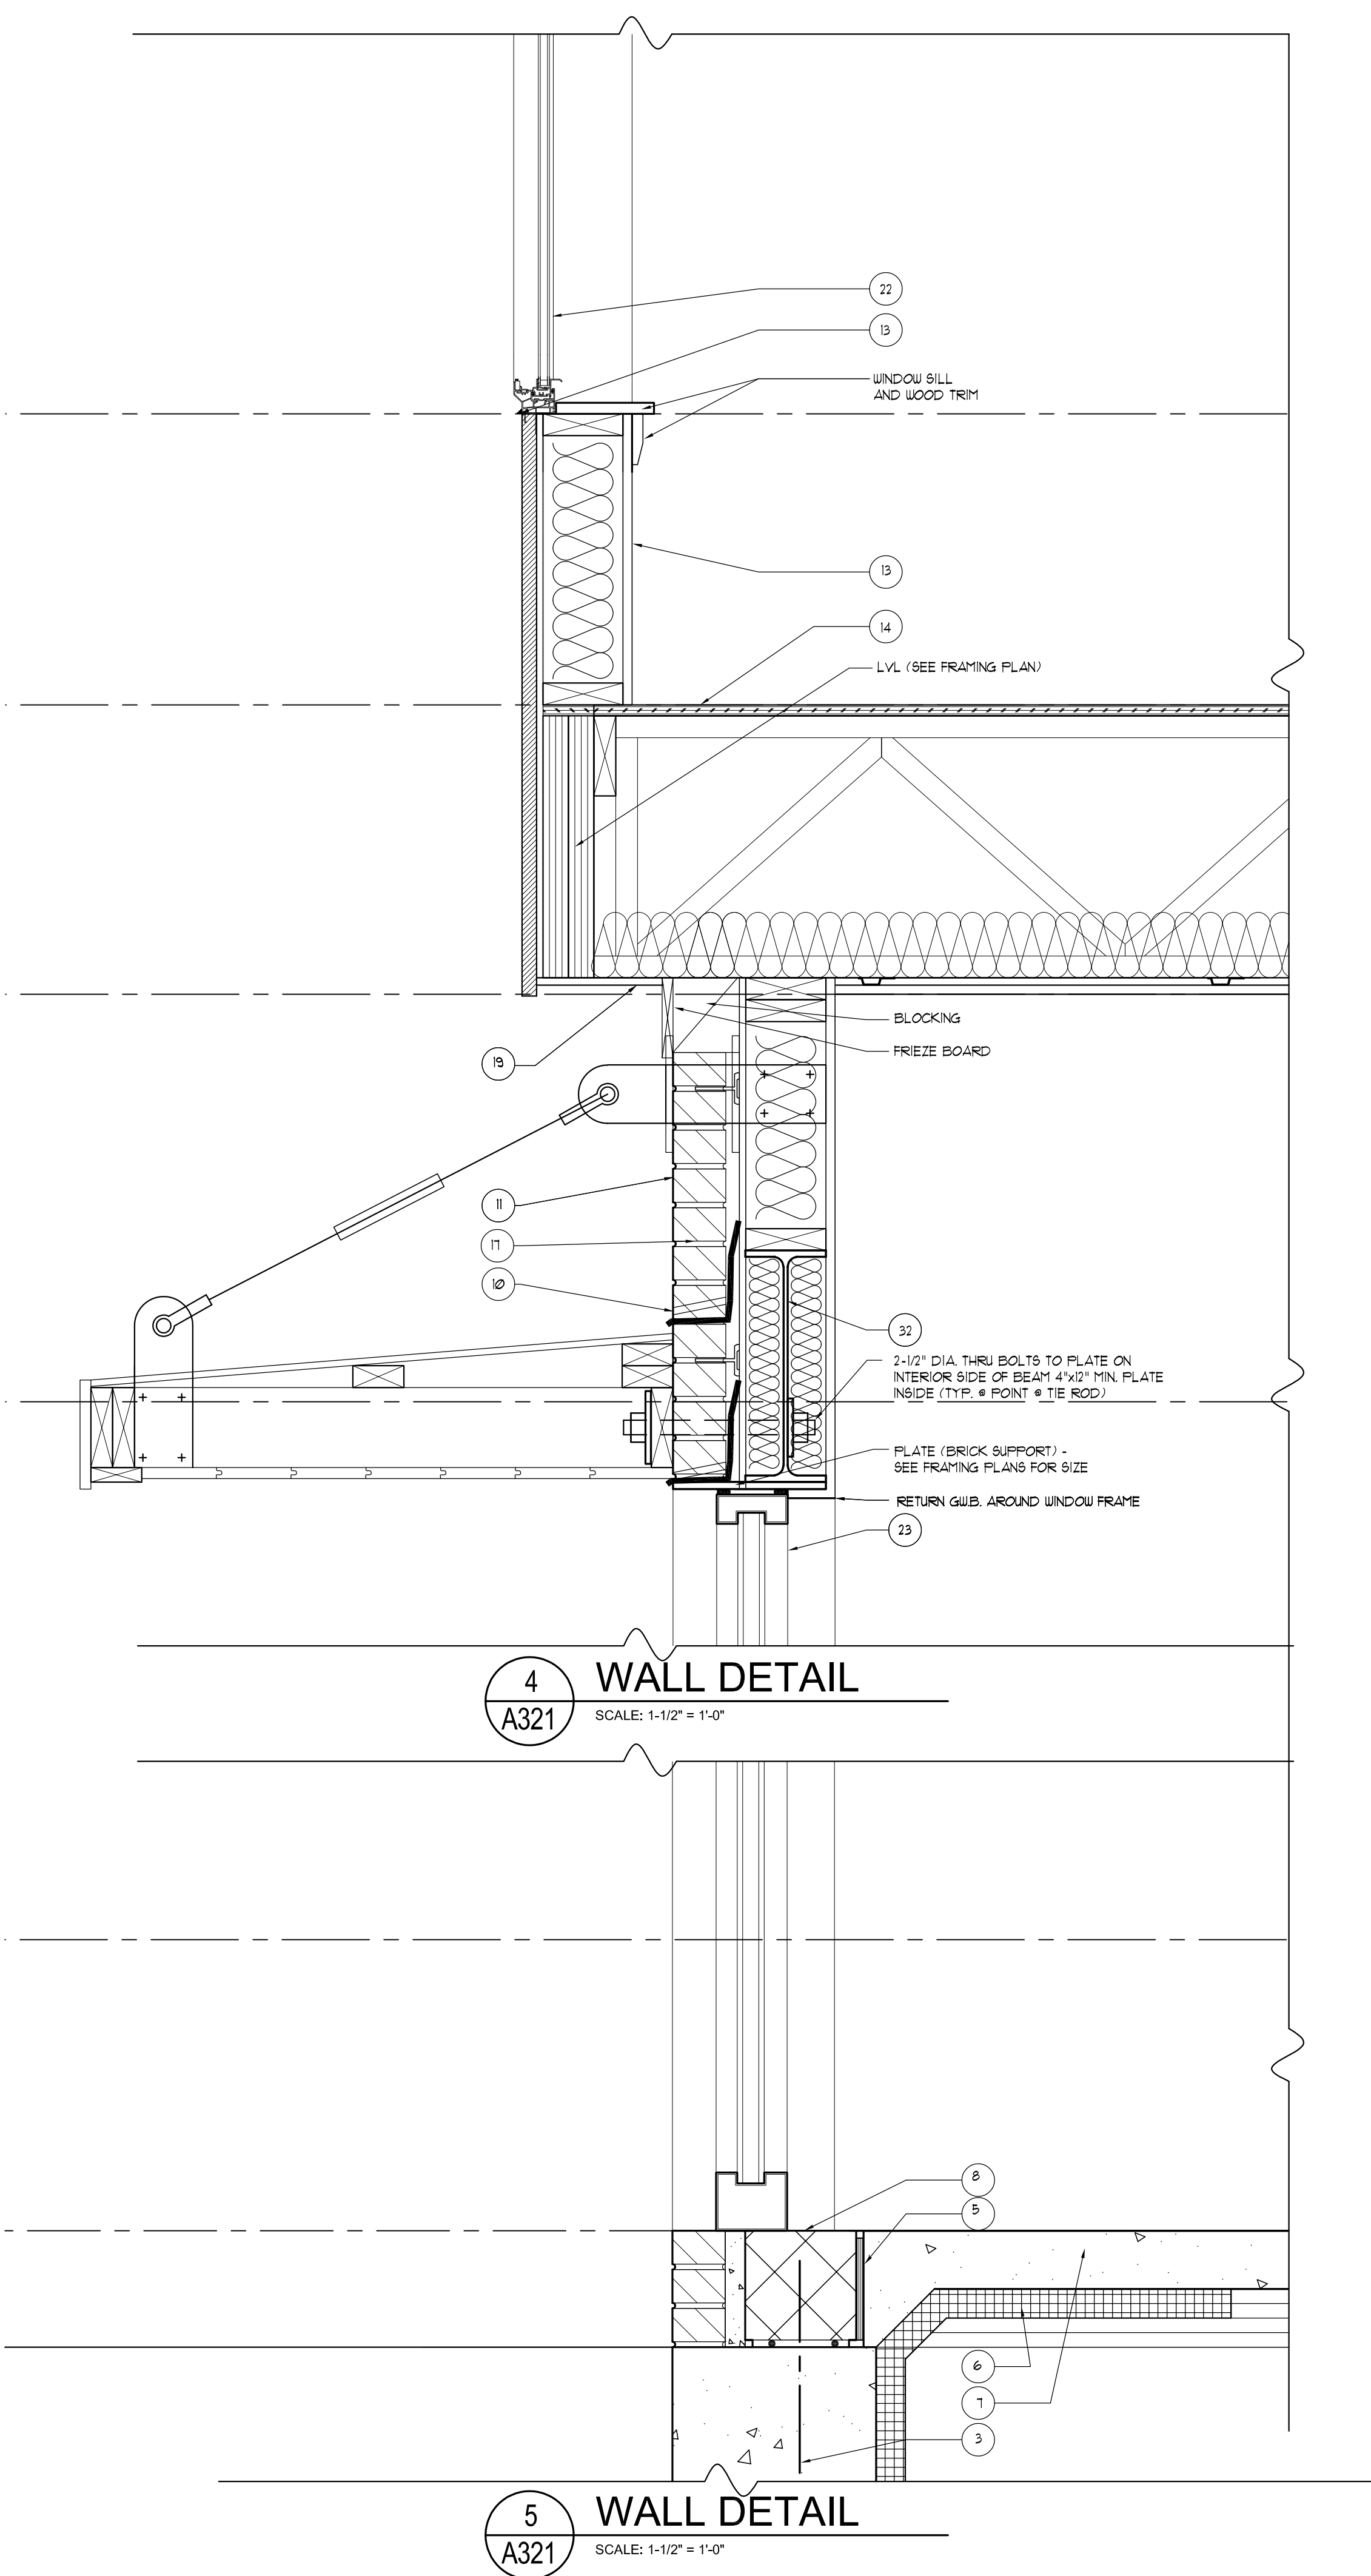 22
13
WINDOW SILL
AND WOOD TRIM
13
14
LVL (SEE FRAMING PLAN)
BLOCKING
FRIEZE BOARD
19
11
17
10
32
2-1/2" DIA. THRU BOLTS TO PLATE ON
INTERIOR SIDE OF BEAM 4"x12" MIN. PLATE
INSIDE (TYP. @ POINT @ TIE ROD)
PLATE (BRICK SUPPORT) -
SEE FRAMING PLANS FOR SIZE
RETURN G.W.B. AROUND WINDOW FRAME
23
4
A321
WALL DETAIL
SCALE: 1-1/2" = 1'-0"
8
5
6
7
3
5
A321
WALL DETAIL
SCALE: 1-1/2" = 1'-0"